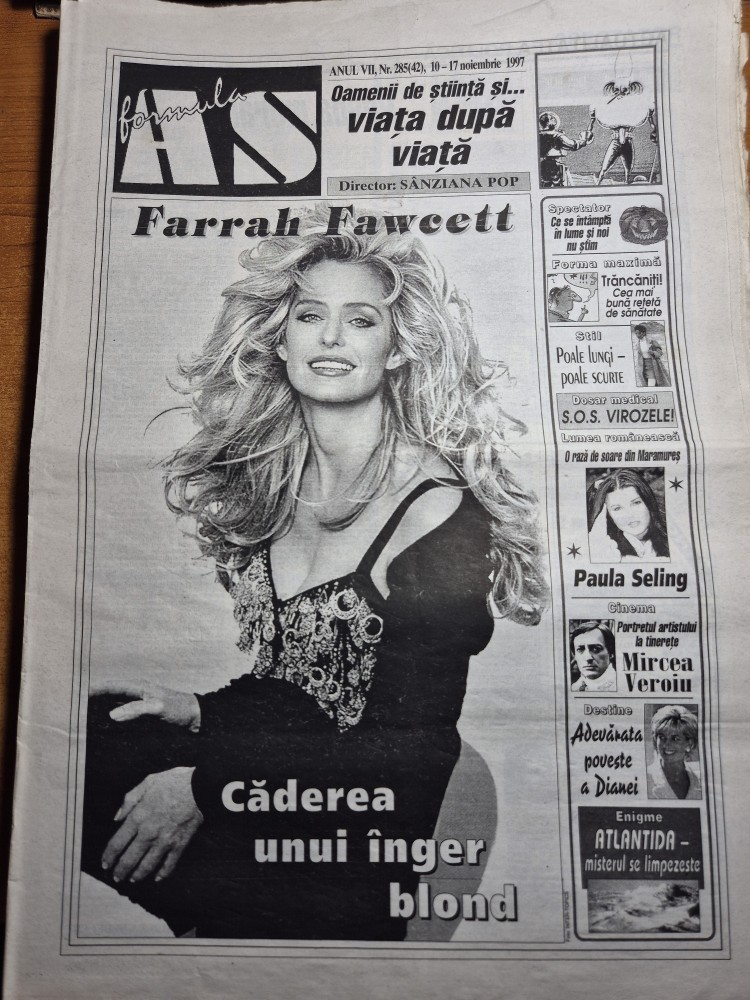 formula
AS
ANUL VII, Nr. 285(42), 10 – 17 noiembrie 1997
Oamenii de știință și...
viața după
viață
Director: SÂNZIANA POP
Farrah Fawcett
Căderea
unui înger
blond
Spectator
Ce se întâmplă
în lume și noi
nu știm
Forma maximă
Trăncăniți!
Cea mai
bună rețetă
de sănătate
Stil
POALE LUNGI –
POALE SCURTE
Dosar medical
S.O.S. VIROZELE!
Lumea românească
O rază de soare din Maramureș
Paula Seling
Cinema
Portretul artistului
la tinerețe
Mircea
Veroiu
Destine
Adevărata
poveste
a Dianei
Enigme
ATLANTIDA –
misterul se limpezește